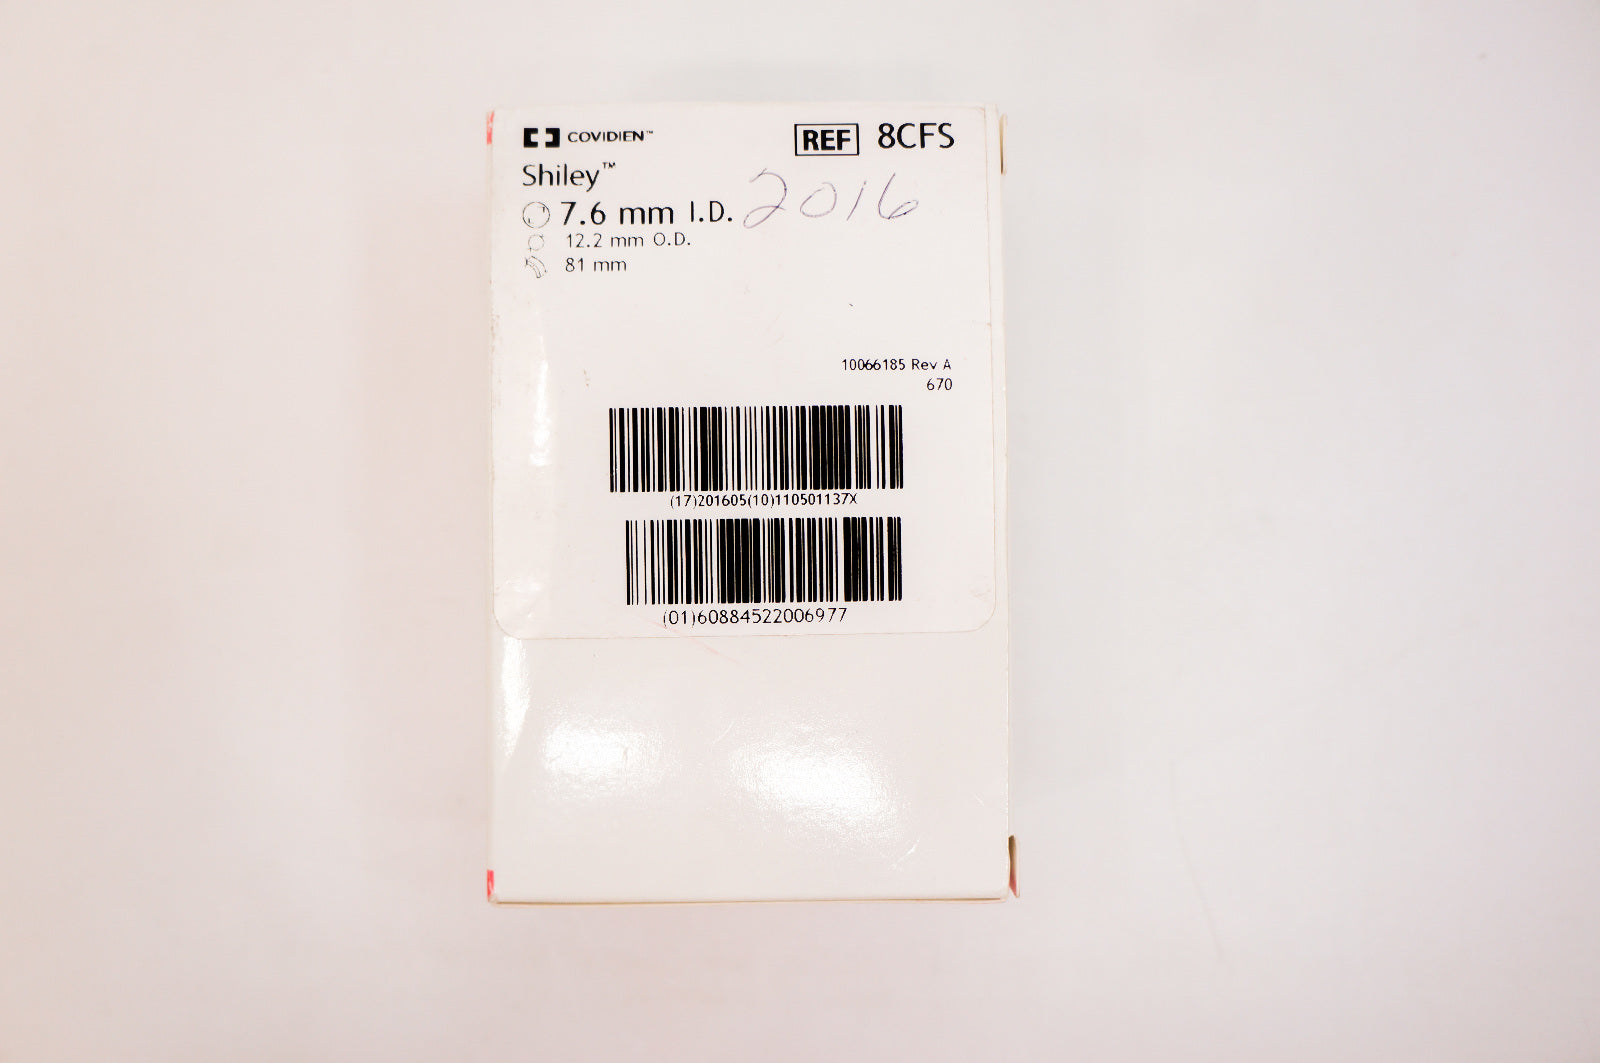 COVIDIEN™
REF 8CFS
Shiley™
7.6 mm I.D. 2016
12.2 mm O.D.
81 mm
10066185 Rev A
670
(17)201605(10)110501137X
(01)60884522006977